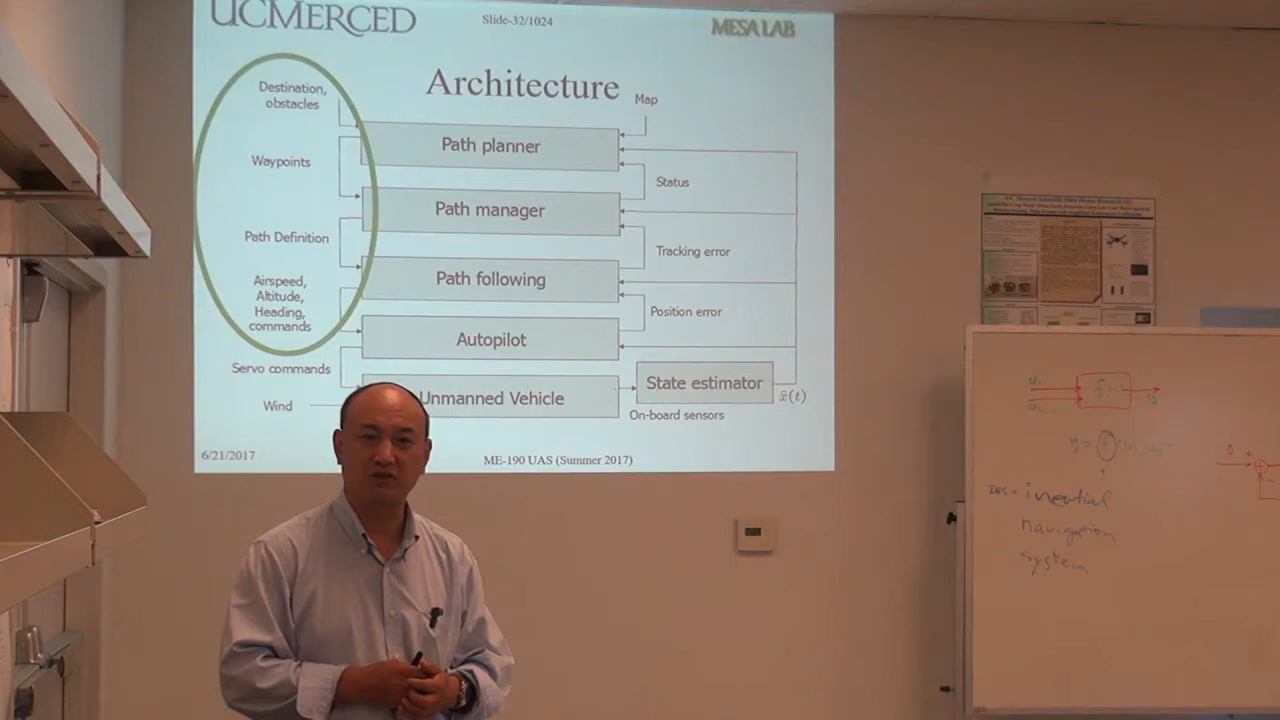 UCMERCED
Slide-32/1024
MESA LAB
Architecture
Destination,
obstacles
Map
Path planner
Waypoints
Status
Path manager
Path Definition
Tracking error
Path following
Airspeed,
Altitude,
Heading,
commands
Position error
Autopilot
Servo commands
State estimator
Unmanned Vehicle
x̂(t)
Wind
On-board sensors
6/21/2017
ME-190 UAS (Summer 2017)
inertial
navigation
system